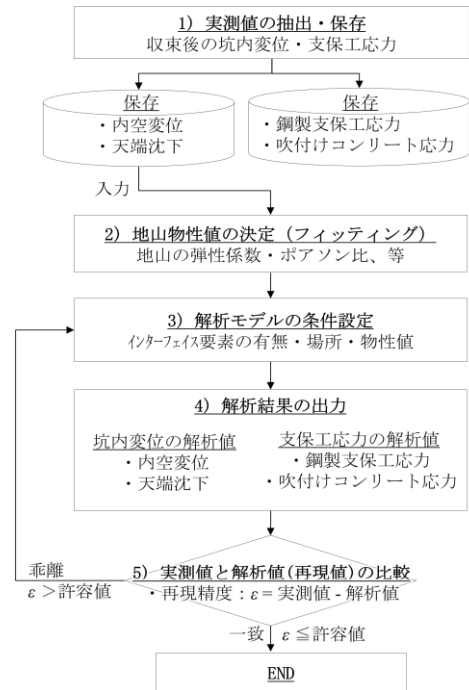 1) 実測値の抽出・保存
収束後の坑内変位・支保工応力
保存
・内空変位
・天端沈下
保存
・鋼製支保工応力
・吹付けコンリート応力
入力
2) 地山物性値の決定（フィッティング）
地山の弾性係数・ポアソン比、等
3) 解析モデルの条件設定
インターフェイス要素の有無・場所・物性値
4) 解析結果の出力
坑内変位の解析値
・内空変位
・天端沈下
支保工応力の解析値
・鋼製支保工応力
・吹付けコンリート応力
乖離
ε＞許容値
5) 実測値と解析値(再現値)の比較
・再現精度：ε＝実測値 - 解析値
一致 ε≦許容値
END